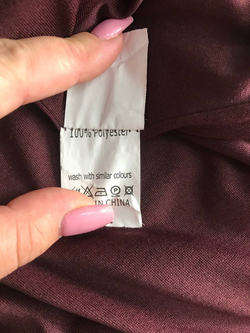 100% Polyester
wash with similar colours
IN CHINA